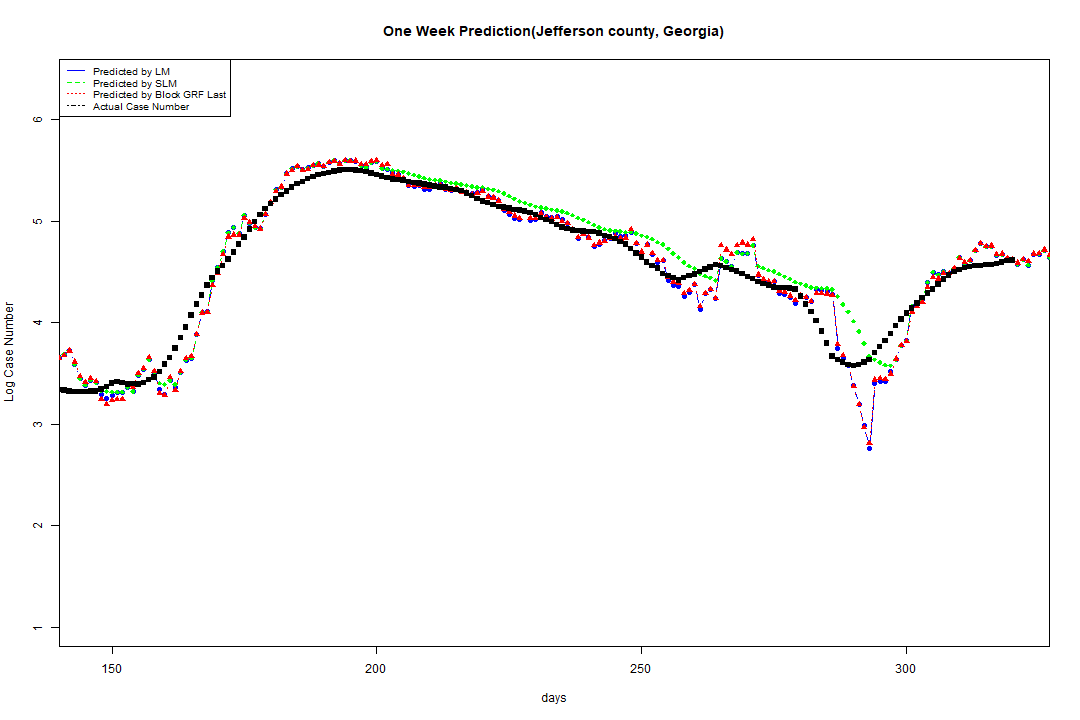 One Week Prediction(Jefferson county, Georgia)
Predicted by LM
Predicted by SLM
Predicted by Block GRF Last
Actual Case Number
6
5
4
3
2
1
Log Case Number
150 200 250 300
days